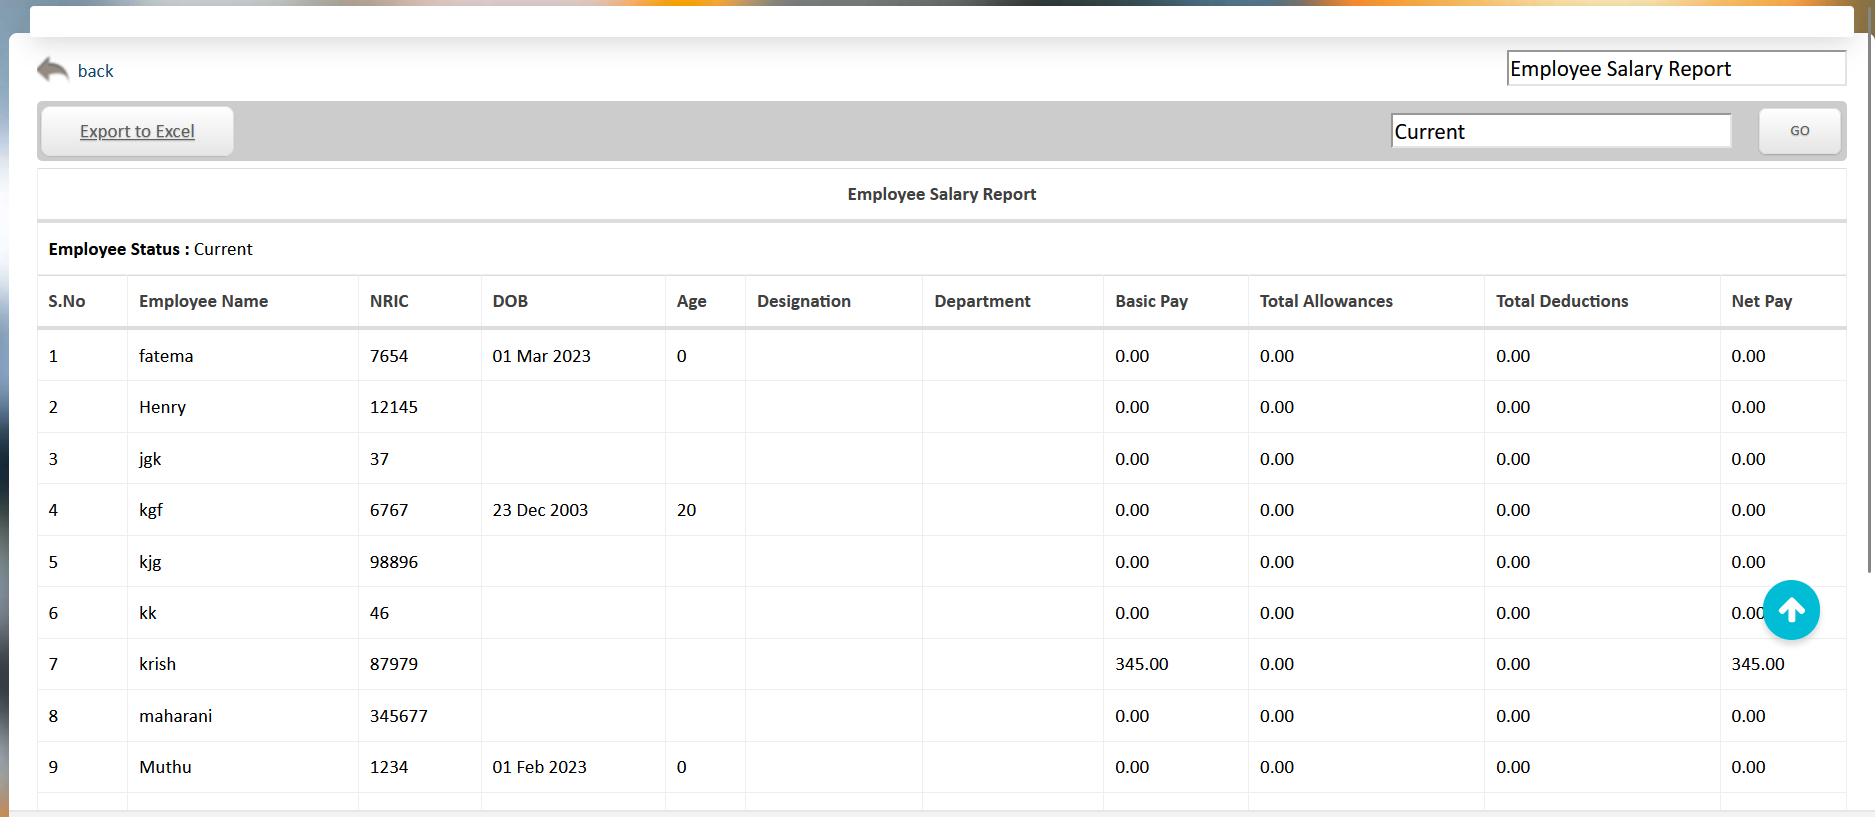 back
Employee Salary Report
Export to Excel
Current
GO
Employee Salary Report
Employee Status : Current
S.No Employee Name NRIC DOB Age Designation Department Basic Pay Total Allowances Total Deductions Net Pay
1 fatema 7654 01 Mar 2023 0 0.00 0.00 0.00 0.00
2 Henry 12145 0.00 0.00 0.00 0.00
3 jgk 37 0.00 0.00 0.00 0.00
4 kgf 6767 23 Dec 2003 20 0.00 0.00 0.00 0.00
5 kjg 98896 0.00 0.00 0.00 0.00
6 kk 46 0.00 0.00 0.00 0.00
7 krish 87979 345.00 0.00 0.00 345.00
8 maharani 345677 0.00 0.00 0.00 0.00
9 Muthu 1234 01 Feb 2023 0 0.00 0.00 0.00 0.00